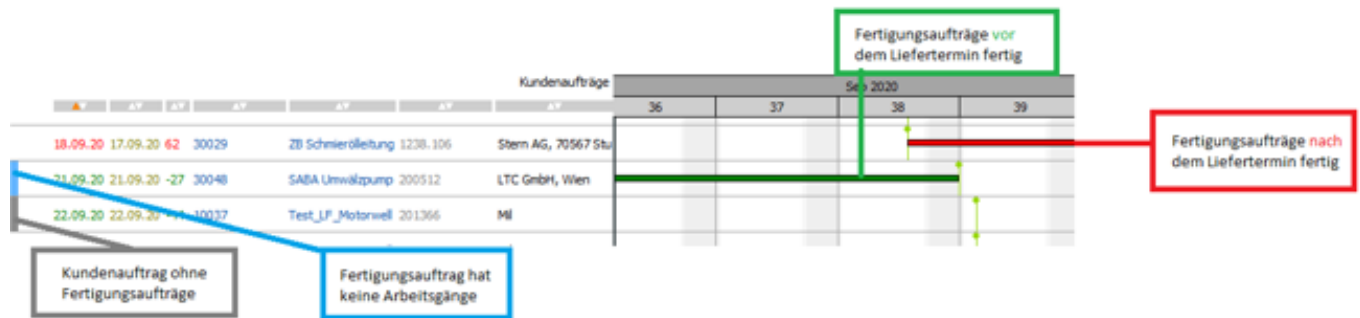 Fertigungsaufträge vor
dem Liefertermin fertig
Kundenaufträge
Sep 2020
36 37 38 39
18.09.20 17.09.20 62 30029 ZB Schmierölleitung 1238.106 Stern AG, 70567 Stu
Fertigungsaufträge nach
dem Liefertermin fertig
21.09.20 21.09.20 -27 30048 SABA Umwälzpump 200512 LTC GmbH, Wien
22.09.20 22.09.20 10037 Test_LF_Motorwell 201366 Mil
Kundenauftrag ohne
Fertigungsaufträge
Fertigungsauftrag hat
keine Arbeitsgänge